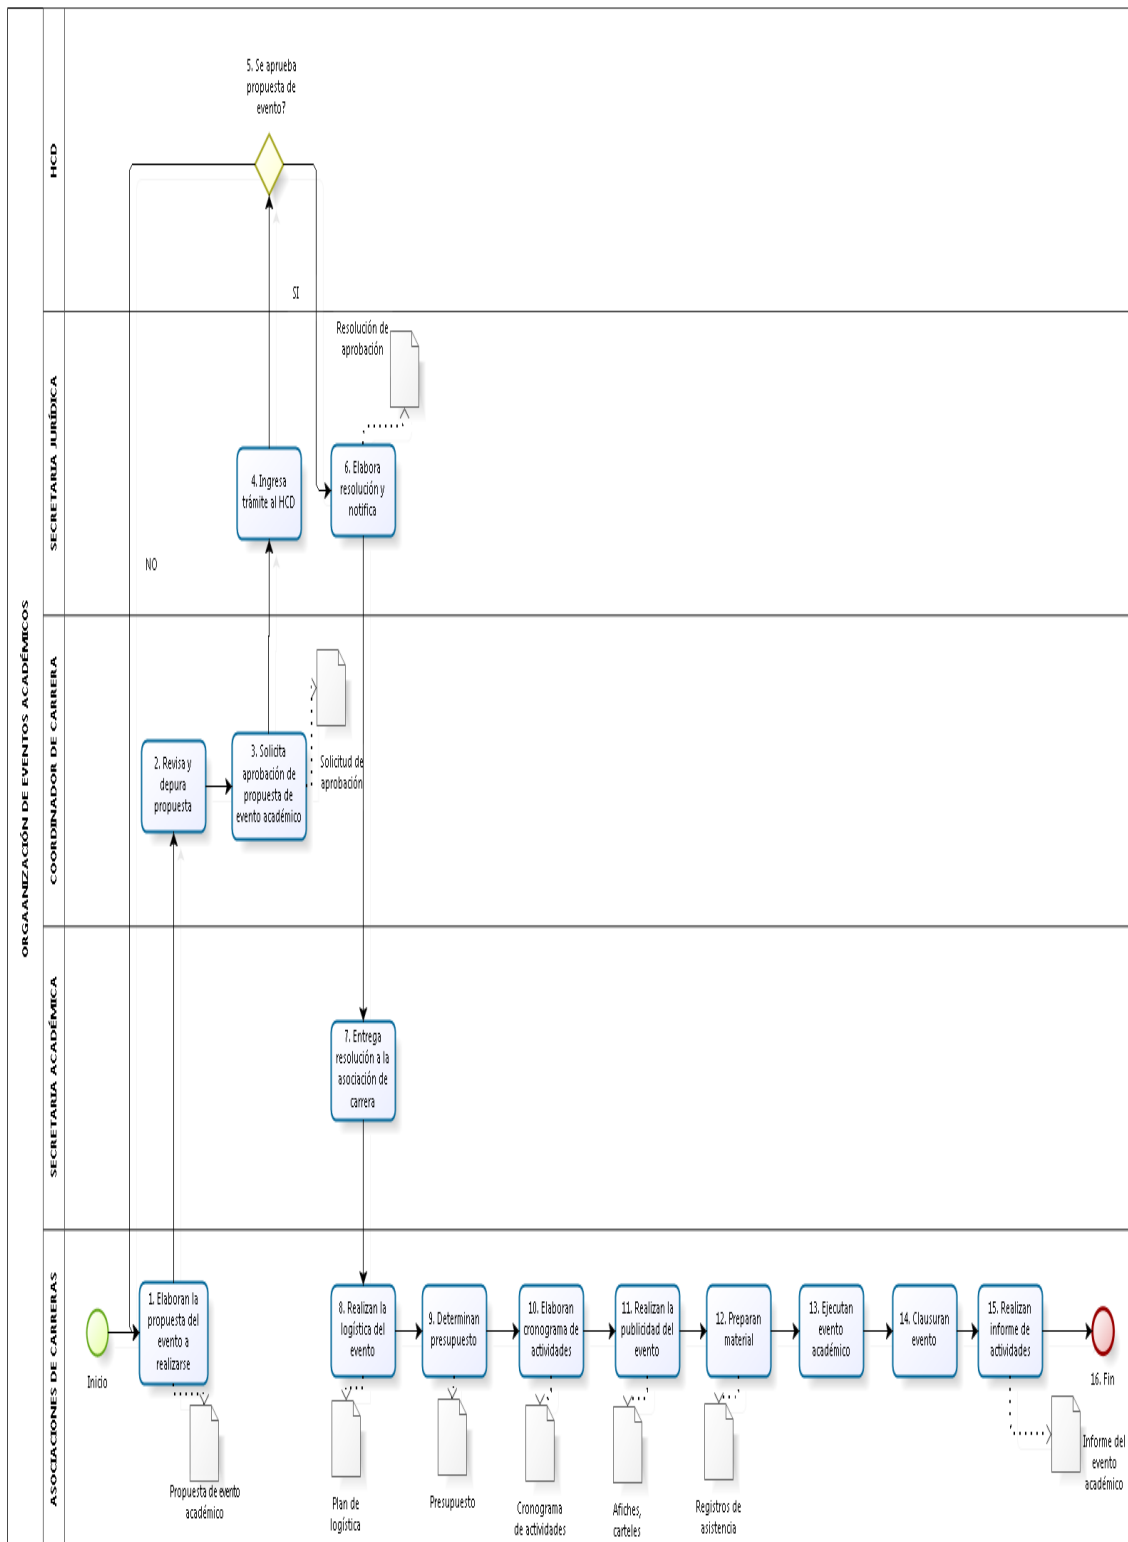 ORGAANIZACIÓN DE EVENTOS ACADÉMICOS
HCD
5. Se aprueba
propuesta de
evento?
SI
SECRETARIA JURÍDICA
Resolución de
aprobación
4. Ingresa
trámite al HCD
6. Elabora
resolución y
notifica
NO
COORDINADOR DE CARRERA
2. Revisa y
depura
propuesta
3. Solicita
aprobación de
propuesta de
evento académico
Solicitud de
aprobación
SECRETARIA ACADÉMICA
7. Entrega
resolución a la
asociación de
carrera
ASOCIACIONES DE CARRERAS
Inicio
1. Elaboran la
propuesta del
evento a
realizarse
Propuesta de evento
académico
8. Realizan la
logística del
evento
Plan de
logística
9. Determinan
presupuesto
Presupuesto
10. Elaboran
cronograma de
actividades
Cronograma
de actividades
11. Realizan la
publicidad del
evento
Afiches,
carteles
12. Preparan
material
Registros de
asistencia
13. Ejecutan
evento
académico
14. Clausuran
evento
15. Realizan
informe de
actividades
Informe del
evento
académico
16. Fin